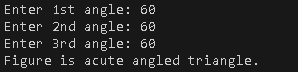 Enter 1st angle: 60
Enter 2nd angle: 60
Enter 3rd angle: 60
Figure is acute angled triangle.